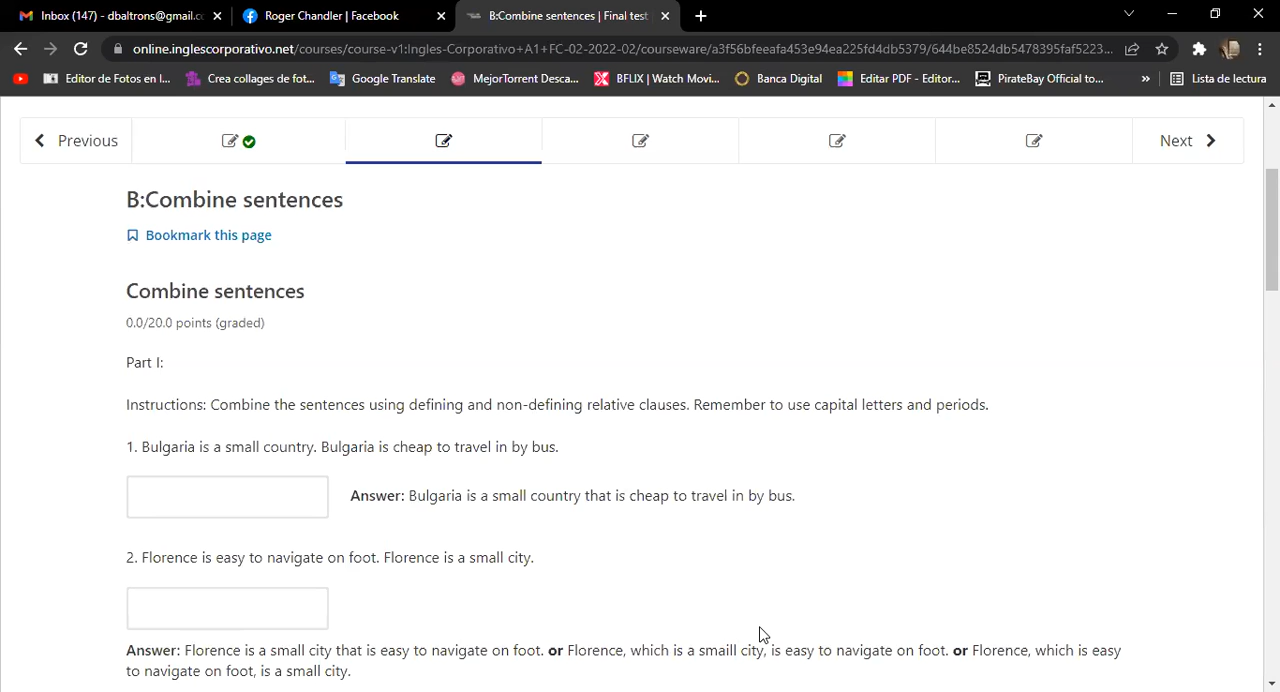 Inbox (147) - dbaltrons@gmail.cc
Roger Chandler | Facebook
B:Combine sentences | Final test
online.inglescorporativo.net/courses/course-v1:Ingles-Corporativo+A1+FC-02-2022-02/courseware/a3f56bfeeafa453e94ea225fd4db5379/644be8524db5478395faf5223...
Editor de Fotos en l... Crea collages de fot... Google Translate MejorTorrent Desca... BFLIX | Watch Movi... Banca Digital Editar PDF - Editor... PirateBay Official to... » Lista de lectura
Previous Next
B:Combine sentences
Bookmark this page
Combine sentences
0.0/20.0 points (graded)
Part I:
Instructions: Combine the sentences using defining and non-defining relative clauses. Remember to use capital letters and periods.
1. Bulgaria is a small country. Bulgaria is cheap to travel in by bus.
Answer: Bulgaria is a small country that is cheap to travel in by bus.
2. Florence is easy to navigate on foot. Florence is a small city.
Answer: Florence is a small city that is easy to navigate on foot. or Florence, which is a smaill city, is easy to navigate on foot. or Florence, which is easy
to navigate on foot, is a small city.